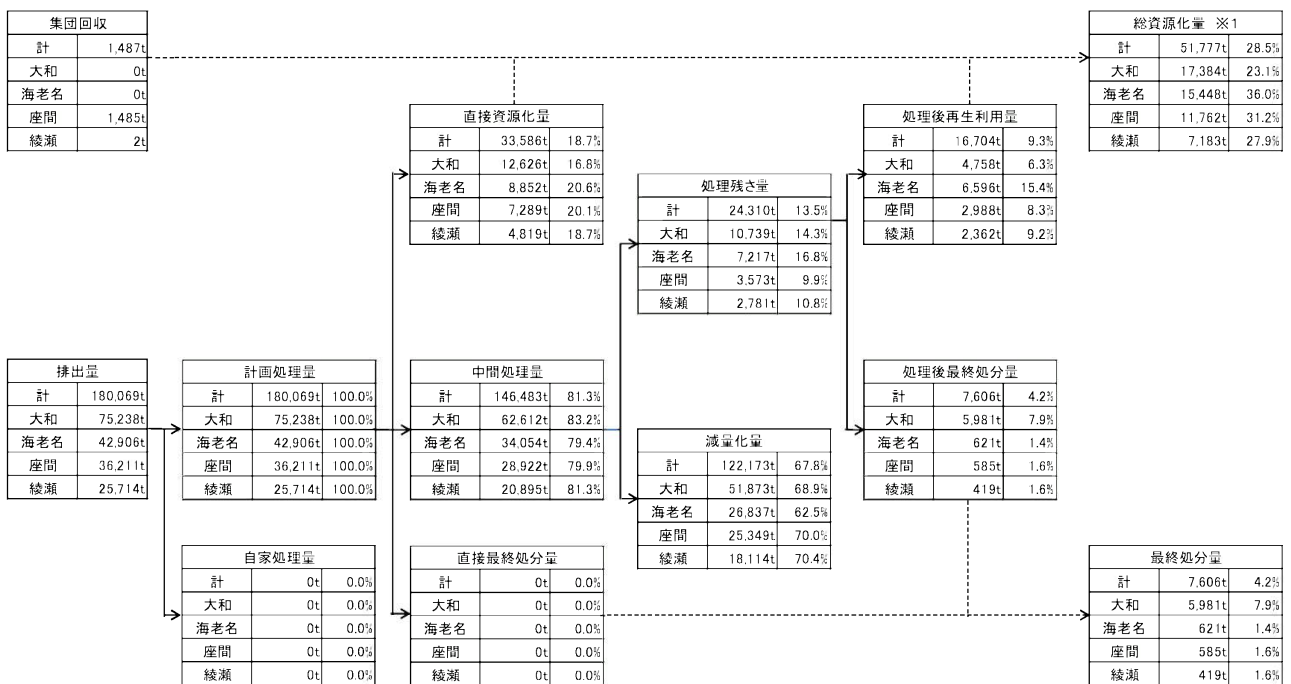 集団回収
計 1,487t
大和 0t
海老名 0t
座間 1,485t
綾瀬 2t
総資源化量 ※1
計 51,777t 28.5%
大和 17,384t 23.1%
海老名 15,448t 36.0%
座間 11,762t 31.2%
綾瀬 7,183t 27.9%
直接資源化量
計 33,586t 18.7%
大和 12,626t 16.8%
海老名 8,852t 20.6%
座間 7,289t 20.1%
綾瀬 4,819t 18.7%
処理後再生利用量
計 16,704t 9.3%
大和 4,758t 6.3%
海老名 6,596t 15.4%
座間 2,988t 8.3%
綾瀬 2,362t 9.2%
処理残さ量
計 24,310t 13.5%
大和 10,739t 14.3%
海老名 7,217t 16.8%
座間 3,573t 9.9%
綾瀬 2,781t 10.8%
排出量
計 180,069t
大和 75,238t
海老名 42,906t
座間 36,211t
綾瀬 25,714t
計画処理量
計 180,069t 100.0%
大和 75,238t 100.0%
海老名 42,906t 100.0%
座間 36,211t 100.0%
綾瀬 25,714t 100.0%
中間処理量
計 146,483t 81.3%
大和 62,612t 83.2%
海老名 34,054t 79.4%
座間 28,922t 79.9%
綾瀬 20,895t 81.3%
処理後最終処分量
計 7,606t 4.2%
大和 5,981t 7.9%
海老名 621t 1.4%
座間 585t 1.6%
綾瀬 419t 1.6%
減量化量
計 122,173t 67.8%
大和 51,873t 68.9%
海老名 26,837t 62.5%
座間 25,349t 70.0%
綾瀬 18,114t 70.4%
自家処理量
計 0t 0.0%
大和 0t 0.0%
海老名 0t 0.0%
座間 0t 0.0%
綾瀬 0t 0.0%
直接最終処分量
計 0t 0.0%
大和 0t 0.0%
海老名 0t 0.0%
座間 0t 0.0%
綾瀬 0t 0.0%
最終処分量
計 7,606t 4.2%
大和 5,981t 7.9%
海老名 621t 1.4%
座間 585t 1.6%
綾瀬 419t 1.6%